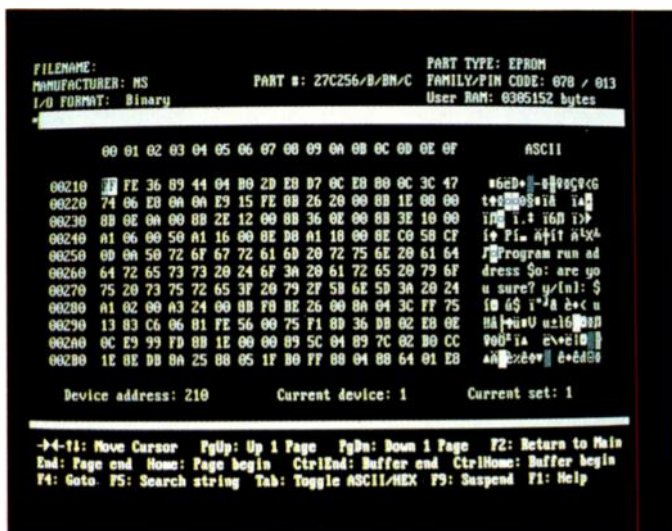 FILENAME:
PART TYPE: EPROM
MANUFACTURER: NS PART #: 27C256/B/BN/C FAMILY/PIN CODE: 078 / 013
I/O FORMAT: Binary User RAM: 0305152 bytes
00 01 02 03 04 05 06 07 08 09 0A 0B 0C 0D 0E 0F ASCII
00210 FF FE 36 89 44 04 B0 2D E8 D7 0C E8 80 0C 3C 47
00220 74 06 E8 0A 0A E9 15 FE 8B 26 20 00 8B 1E 08 00
00230 8B 0E 0A 00 8B 2E 12 00 8B 36 0E 00 8B 3E 10 00
00240 A1 06 00 50 A1 16 00 8E D8 A1 18 00 8E C0 58 CF
00250 0D 0A 50 72 6F 67 72 61 6D 20 72 75 6E 20 61 64 Program run ad
00260 64 72 65 73 73 20 24 6F 3A 20 61 72 65 20 79 6F dress $o: are yo
00270 75 20 73 75 72 65 3F 20 79 2F 5B 6E 5D 3A 20 24 u sure? y/[n]: $
00280 A1 02 00 A3 24 00 8B F8 BE 26 00 8A 04 3C FF 75
00290 13 83 C6 06 81 FE 56 00 75 F1 8D 36 DB 02 E8 0E
002A0 0C E9 99 FD 8B 1E 00 00 89 5C 04 89 7C 02 B0 CC
002B0 1E 8E DB 8A 25 88 05 1F B0 FF 88 04 88 64 01 E8
Device address: 210 Current device: 1 Current set: 1
Move Cursor PgUp: Up 1 Page PgDn: Down 1 Page F2: Return to Main
End: Page end Home: Page begin CtrlEnd: Buffer end CtrlHome: Buffer begin
F4: Goto F5: Search string Tab: Toggle ASCII/HEX F9: Suspend F1: Help